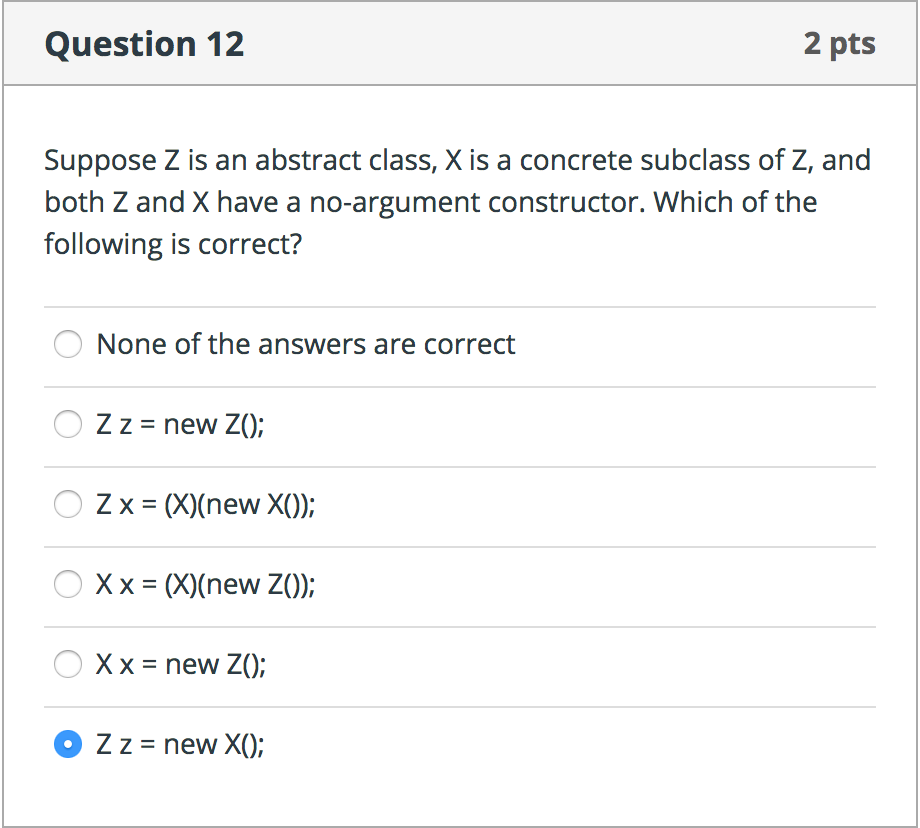 Question 12
2 pts
Suppose Z is an abstract class, X is a concrete subclass of Z, and
both Z and X have a no-argument constructor. Which of the
following is correct?
None of the answers are correct
Z z = new Z();
Z x = (X)(new X());
X x = (X)(new Z());
X x = new Z();
Z z = new X();